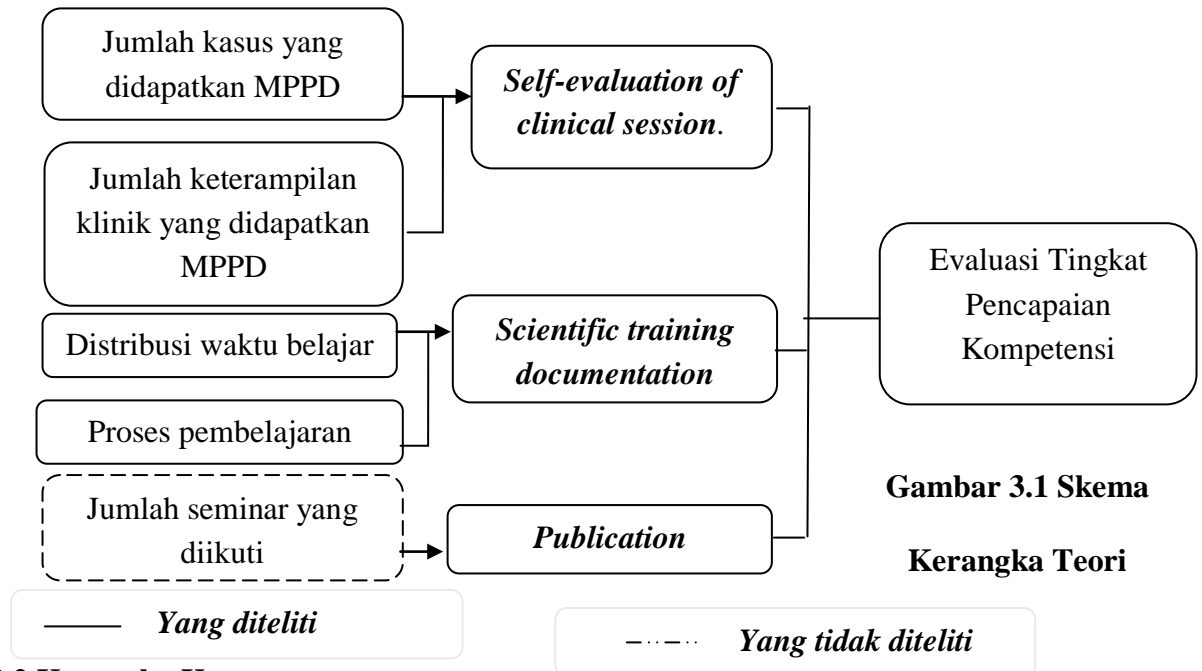 Jumlah kasus yang
didapatkan MPPD
Self-evaluation of
clinical session.
Jumlah keterampilan
klinik yang didapatkan
MPPD
Distribusi waktu belajar
Scientific training
documentation
Proses pembelajaran
Jumlah seminar yang
diikuti
Publication
Evaluasi Tingkat
Pencapaian
Kompetensi
Gambar 3.1 Skema
Kerangka Teori
Yang diteliti
Yang tidak diteliti